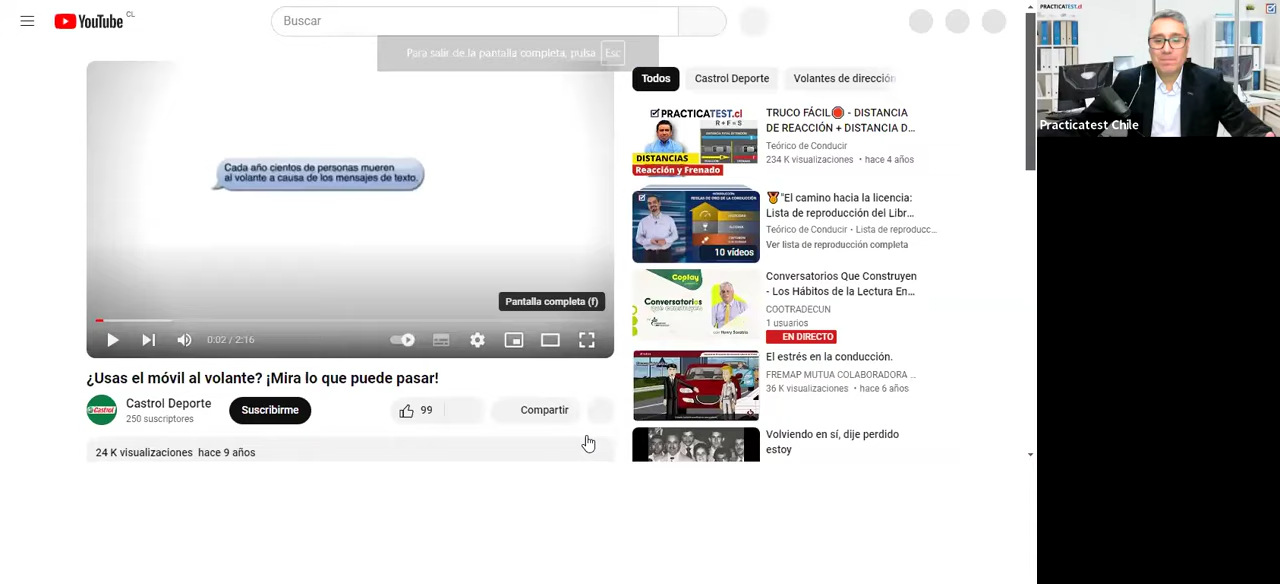 YouTube CL
Buscar
Para salir de la pantalla completa, pulsa Esc
Cada año cientos de personas mueren
al volante a causa de los mensajes de texto.
Pantalla completa (f)
0:02 / 2:16
¿Usas el móvil al volante? ¡Mira lo que puede pasar!
Castrol
Castrol Deporte
250 suscriptores
Suscribirme
99
Compartir
24 K visualizaciones hace 9 años
Todos
Castrol Deporte
Volantes de dirección
PRACTICATEST.cl
R+F=S
DISTANCIAS
Reacción y Frenado
TRUCO FÁCIL🔴 - DISTANCIA
DE REACCIÓN + DISTANCIA D...
Teórico de Conducir
234 K visualizaciones • hace 4 años
10 vídeos
🏅"El camino hacia la licencia:
Lista de reproducción del Libr...
Teórico de Conducir • Lista de reproducc...
Ver lista de reproducción completa
Coplay
Conversatorios
que construyen
Conversatorios Que Construyen
- Los Hábitos de la Lectura En...
COOTRADECUN
1 usuarios
EN DIRECTO
El estrés en la conducción.
FREMAP MUTUA COLABORADORA ...
36 K visualizaciones • hace 6 años
Volviendo en sí, dije perdido
estoy
PRACTICATEST.cl
Practicatest Chile